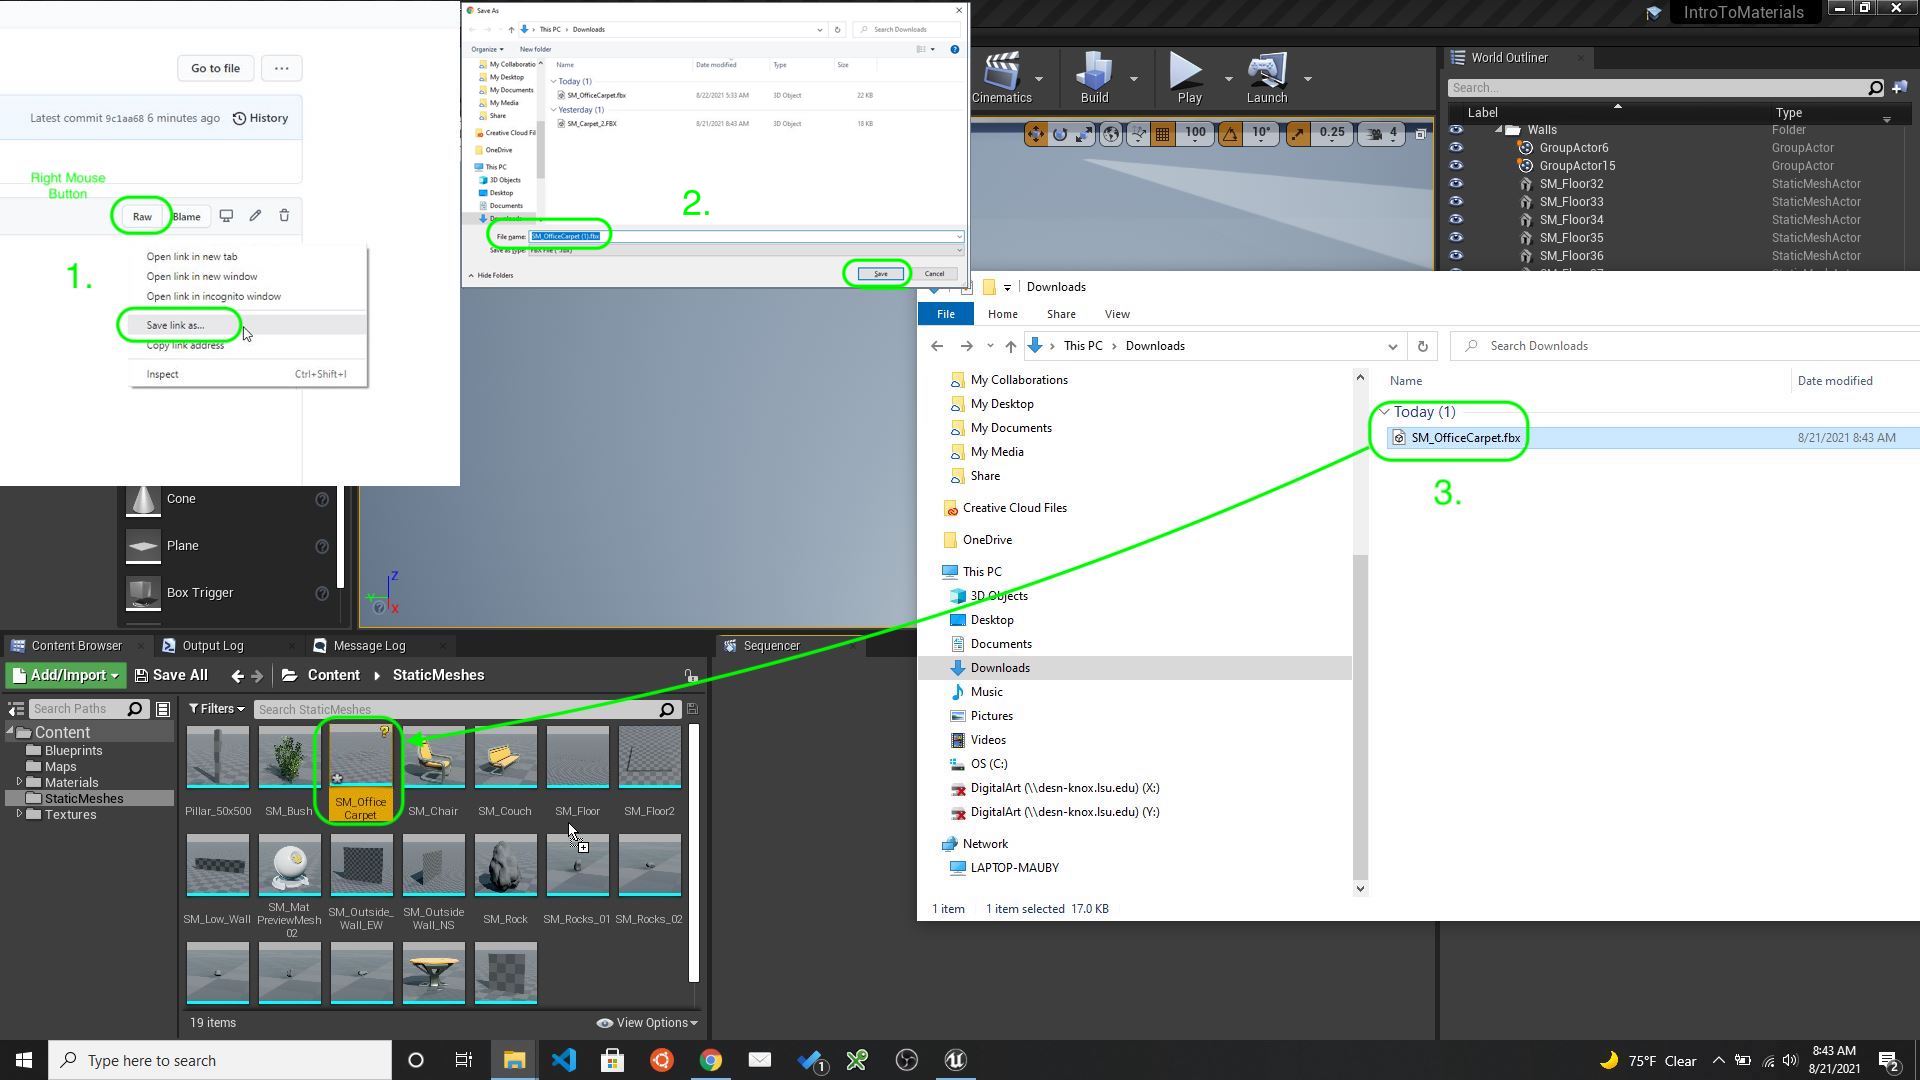 Go to file
...
Latest commit 9c1aa68 6 minutes ago
History
Right Mouse
Button
Raw
Blame
1.
Open link in new tab
Open link in new window
Open link in incognito window
Save link as...
Copy link address
Inspect Ctrl+Shift+I
Save As
This PC > Downloads
Search Downloads
Organize
New folder
Name Date modified Type Size
My Collaboratio
My Desktop
My Documents
My Media
Share
Creative Cloud Fil
OneDrive
This PC
3D Objects
Desktop
Documents
Downloads
Today (1)
SM_OfficeCarpet.fbx 8/22/2021 5:33 AM 3D Object 22 KB
Yesterday (1)
SM_Carpet_2.FBX 8/21/2021 8:43 AM 3D Object 18 KB
2.
File name: SM_OfficeCarpet (1).fbx
Save as type: FBX File (*.fbx)
Hide Folders
Save
Cancel
IntroToMaterials
Cinematics
Build
Play
Launch
100
10°
0.25
4
World Outliner
Search...
Label Type
Walls Folder
GroupActor6 GroupActor
GroupActor15 GroupActor
SM_Floor32 StaticMeshActor
SM_Floor33 StaticMeshActor
SM_Floor34 StaticMeshActor
SM_Floor35 StaticMeshActor
SM_Floor36 StaticMeshActor
SM_Floor37 StaticMeshActor
Downloads
File
Home
Share
View
This PC > Downloads
Search Downloads
My Collaborations
My Desktop
My Documents
My Media
Share
Creative Cloud Files
OneDrive
This PC
3D Objects
Desktop
Documents
Downloads
Music
Pictures
Videos
OS (C:)
DigitalArt (\\desn-knox.lsu.edu) (X:)
DigitalArt (\\desn-knox.lsu.edu) (Y:)
Network
LAPTOP-MAUBY
Name Date modified
Today (1)
SM_OfficeCarpet.fbx 8/21/2021 8:43 AM
3.
1 item 1 item selected 17.0 KB
Cone
Plane
Box Trigger
Z
Y
X
Content Browser
Output Log
Message Log
Sequencer
Add/Import
Save All
Content
StaticMeshes
Search Paths
Filters
Search StaticMeshes
Content
Blueprints
Maps
Materials
StaticMeshes
Textures
Pillar_50x500
SM_Bush
SM_Office
Carpet
SM_Chair
SM_Couch
SM_Floor
SM_Floor2
SM_Low_Wall
SM_Mat
PreviewMesh
02
SM_Outside_
Wall_EW
SM_Outside
Wall_NS
SM_Rock
SM_Rocks_01
SM_Rocks_02
19 items
View Options
Type here to search
1
75°F Clear
8:43 AM
8/21/2021
2